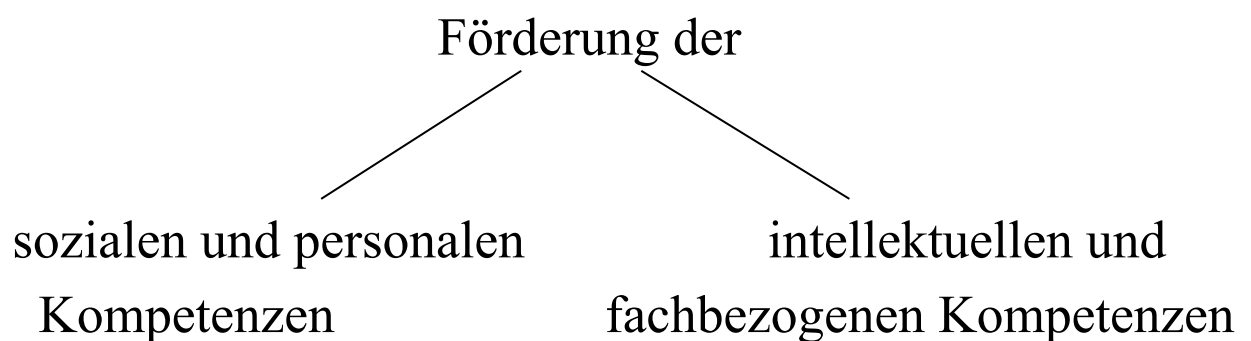 Förderung der
sozialen und personalen
Kompetenzen
intellektuellen und
fachbezogenen Kompetenzen